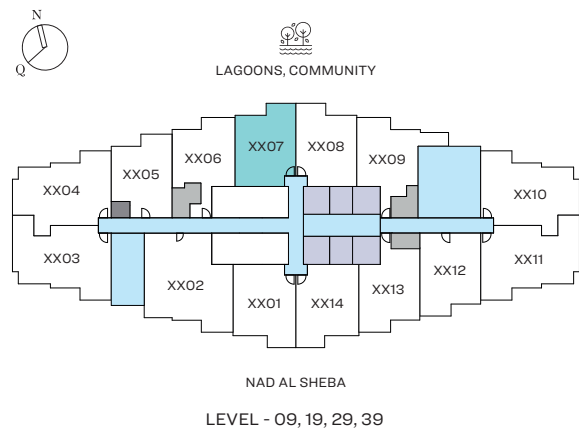 N
Q
LAGOONS, COMMUNITY
XX07
XX08
XX06
XX09
XX05
XX04
XX10
XX03
XX11
XX02
XX12
XX13
XX01
XX14
NAD AL SHEBA
LEVEL - 09, 19, 29, 39